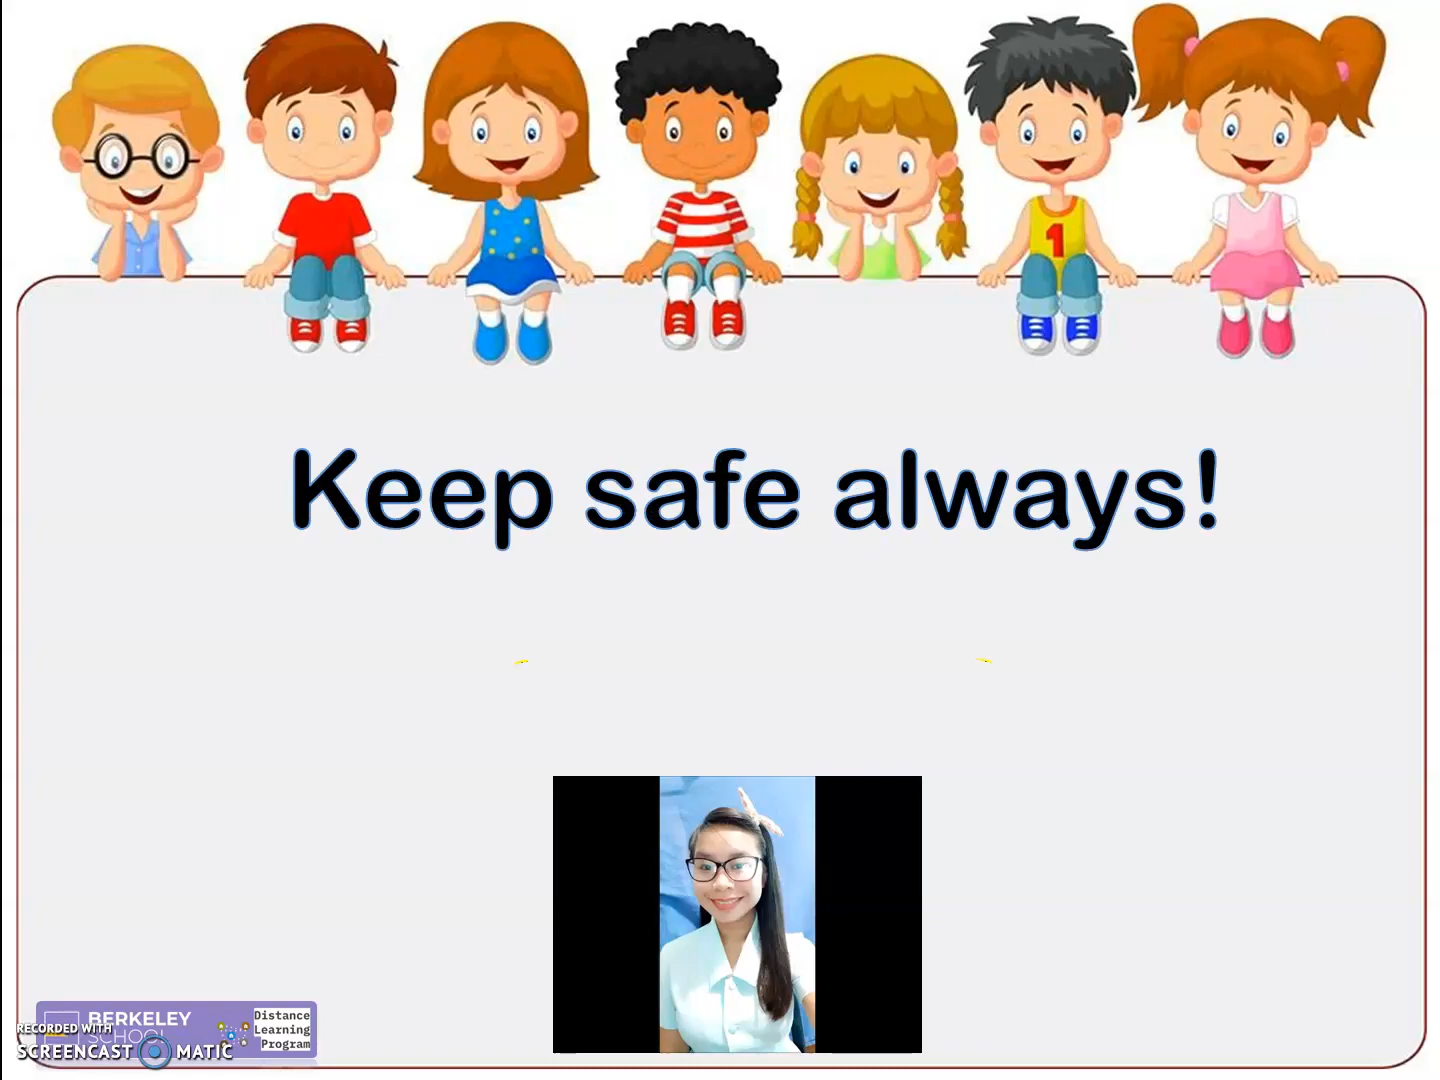 1
Keep safe always!
BERKELEY
SCHOOL
Distance
Learning
Program
RECORDED WITH
SCREENCAST MATIC